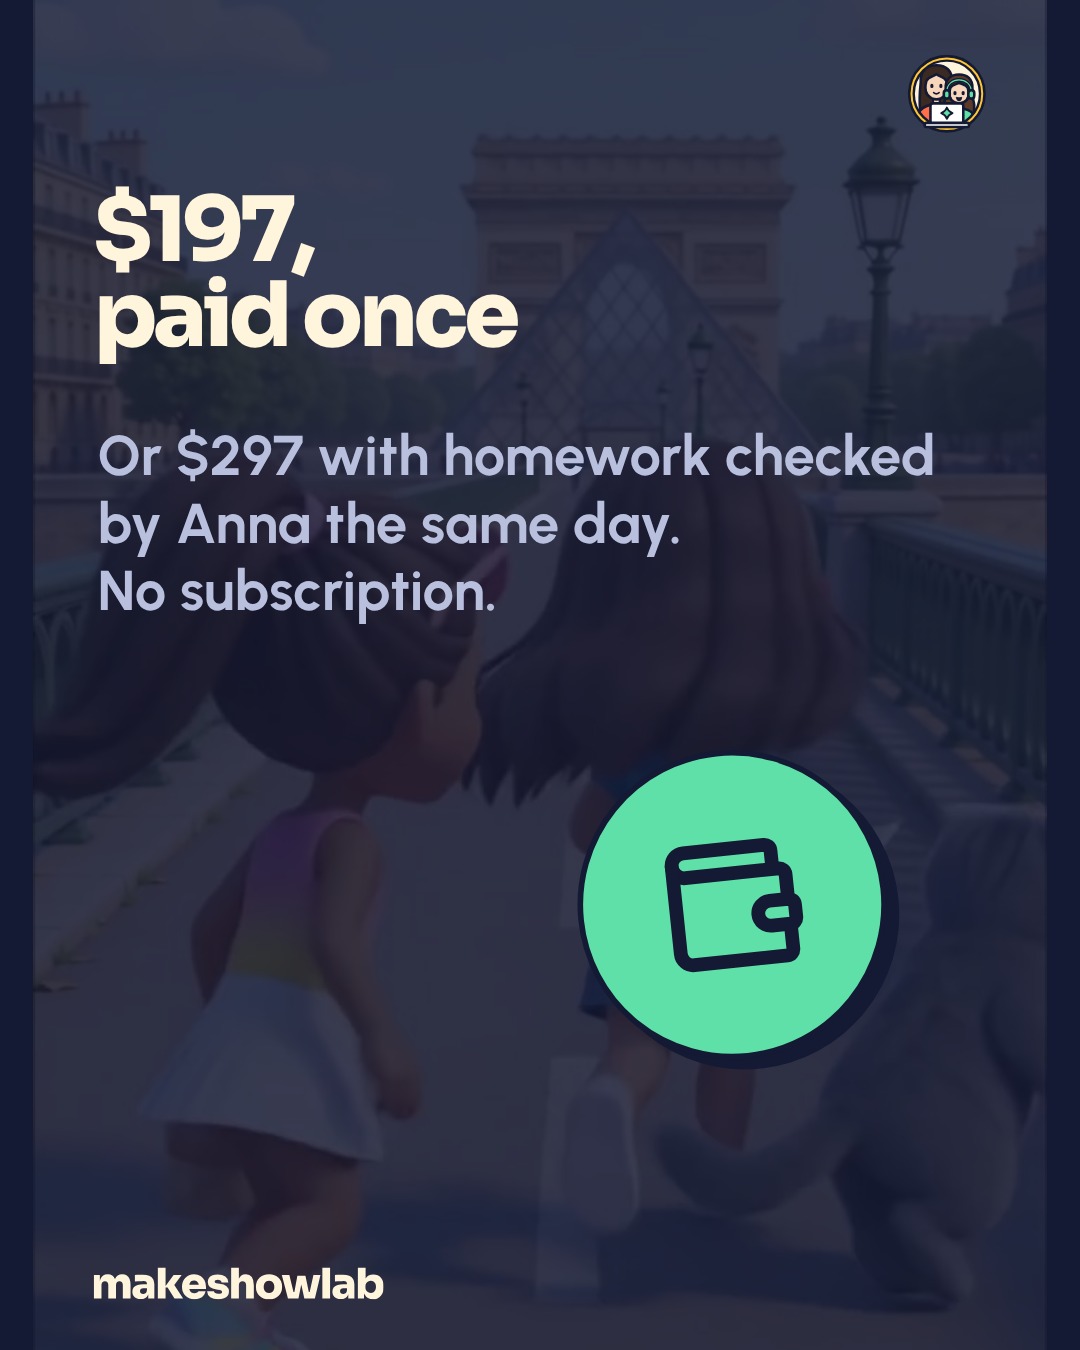 $197,
paid once
Or $297 with homework checked
by Anna the same day.
No subscription.
makeshowlab